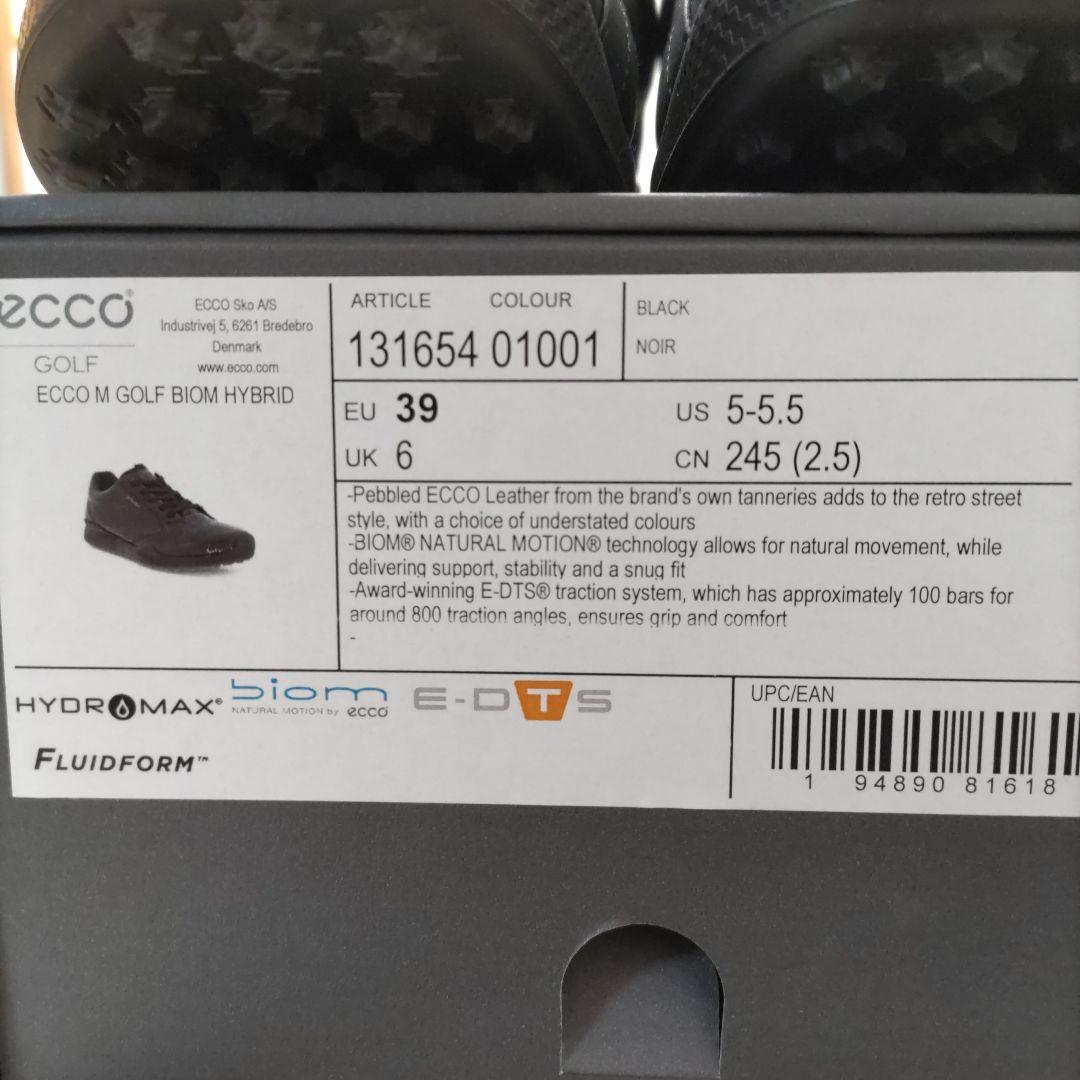 ecco®
GOLF
ECCO Sko A/S
Industrivej 5, 6261 Bredebro
Denmark
www.ecco.com
ECCO M GOLF BIOM HYBRID
ARTICLE COLOUR
131654 01001
BLACK
NOIR
EU 39
US 5-5.5
UK 6
CN 245 (2.5)
-Pebbled ECCO Leather from the brand's own tanneries adds to the retro street
style, with a choice of understated colours
-BIOM® NATURAL MOTION® technology allows for natural movement, while
delivering support, stability and a snug fit
-Award-winning E-DTS® traction system, which has approximately 100 bars for
around 800 traction angles, ensures grip and comfort
-
HYDROMAX®
biom
NATURAL MOTION by ecco
E-DTS
FLUIDFORM™
UPC/EAN
1 94890 81618